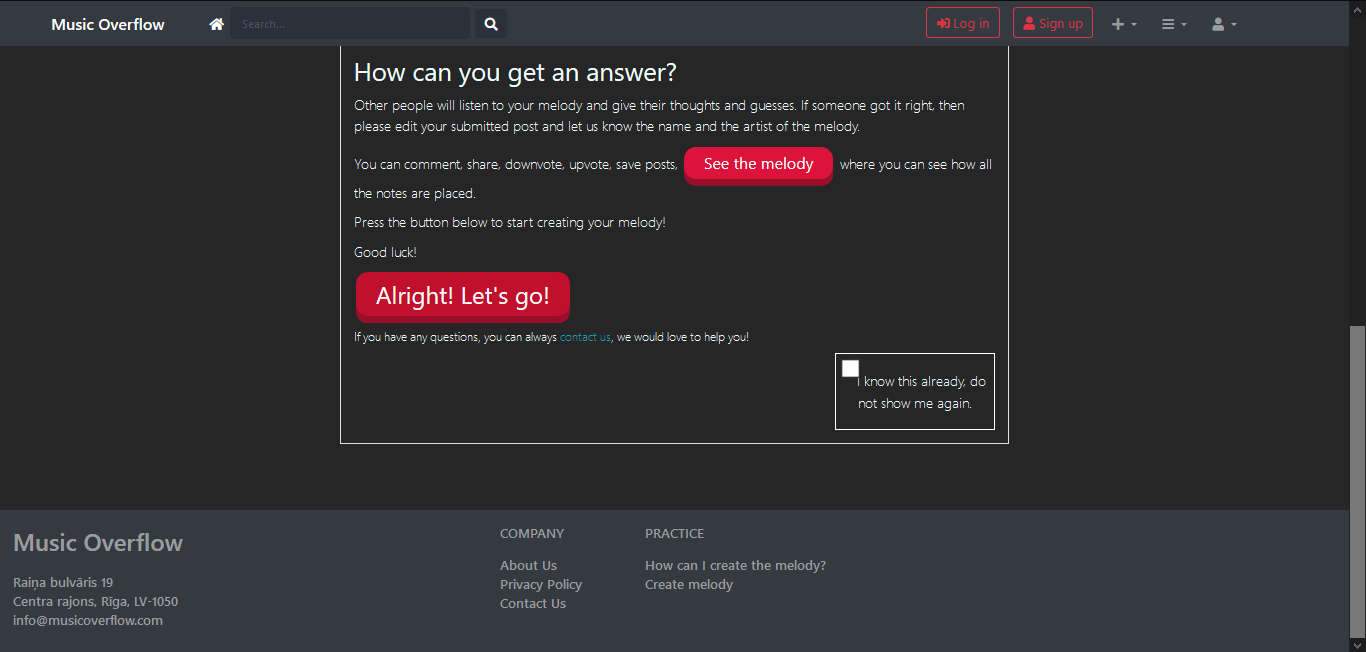 Music Overflow
Search...
Log in
Sign up
How can you get an answer?
Other people will listen to your melody and give their thoughts and guesses. If someone got it right, then
please edit your submitted post and let us know the name and the artist of the melody.
You can comment, share, downvote, upvote, save posts, See the melody where you can see how all
the notes are placed.
Press the button below to start creating your melody!
Good luck!
Alright! Let's go!
If you have any questions, you can always contact us, we would love to help you!
I know this already, do
not show me again.
Music Overflow
Raiņa bulvāris 19
Centra rajons, Rīga, LV-1050
info@musicoverflow.com
COMPANY
About Us
Privacy Policy
Contact Us
PRACTICE
How can I create the melody?
Create melody